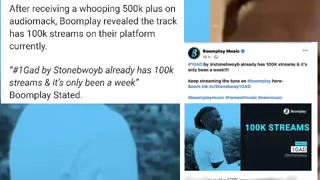 After receiving a whooping 500k plus on
audiomack, Boomplay revealed the track
has 100K streams on their platform
currently.
"#1Gad by Stonebwoyb already has 100k
streams & it's only been a week"
Boomplay Stated.
Boomplay Music
#1GAD by @stonebwoyb already has 100K streams & it's
only been a week!!!
Keep streaming the tune on #boomplay here-
#boomplaymusic #homeofmusic #newmusic
Boomplay
100K STREAMS
1GAD
Stonebwoy